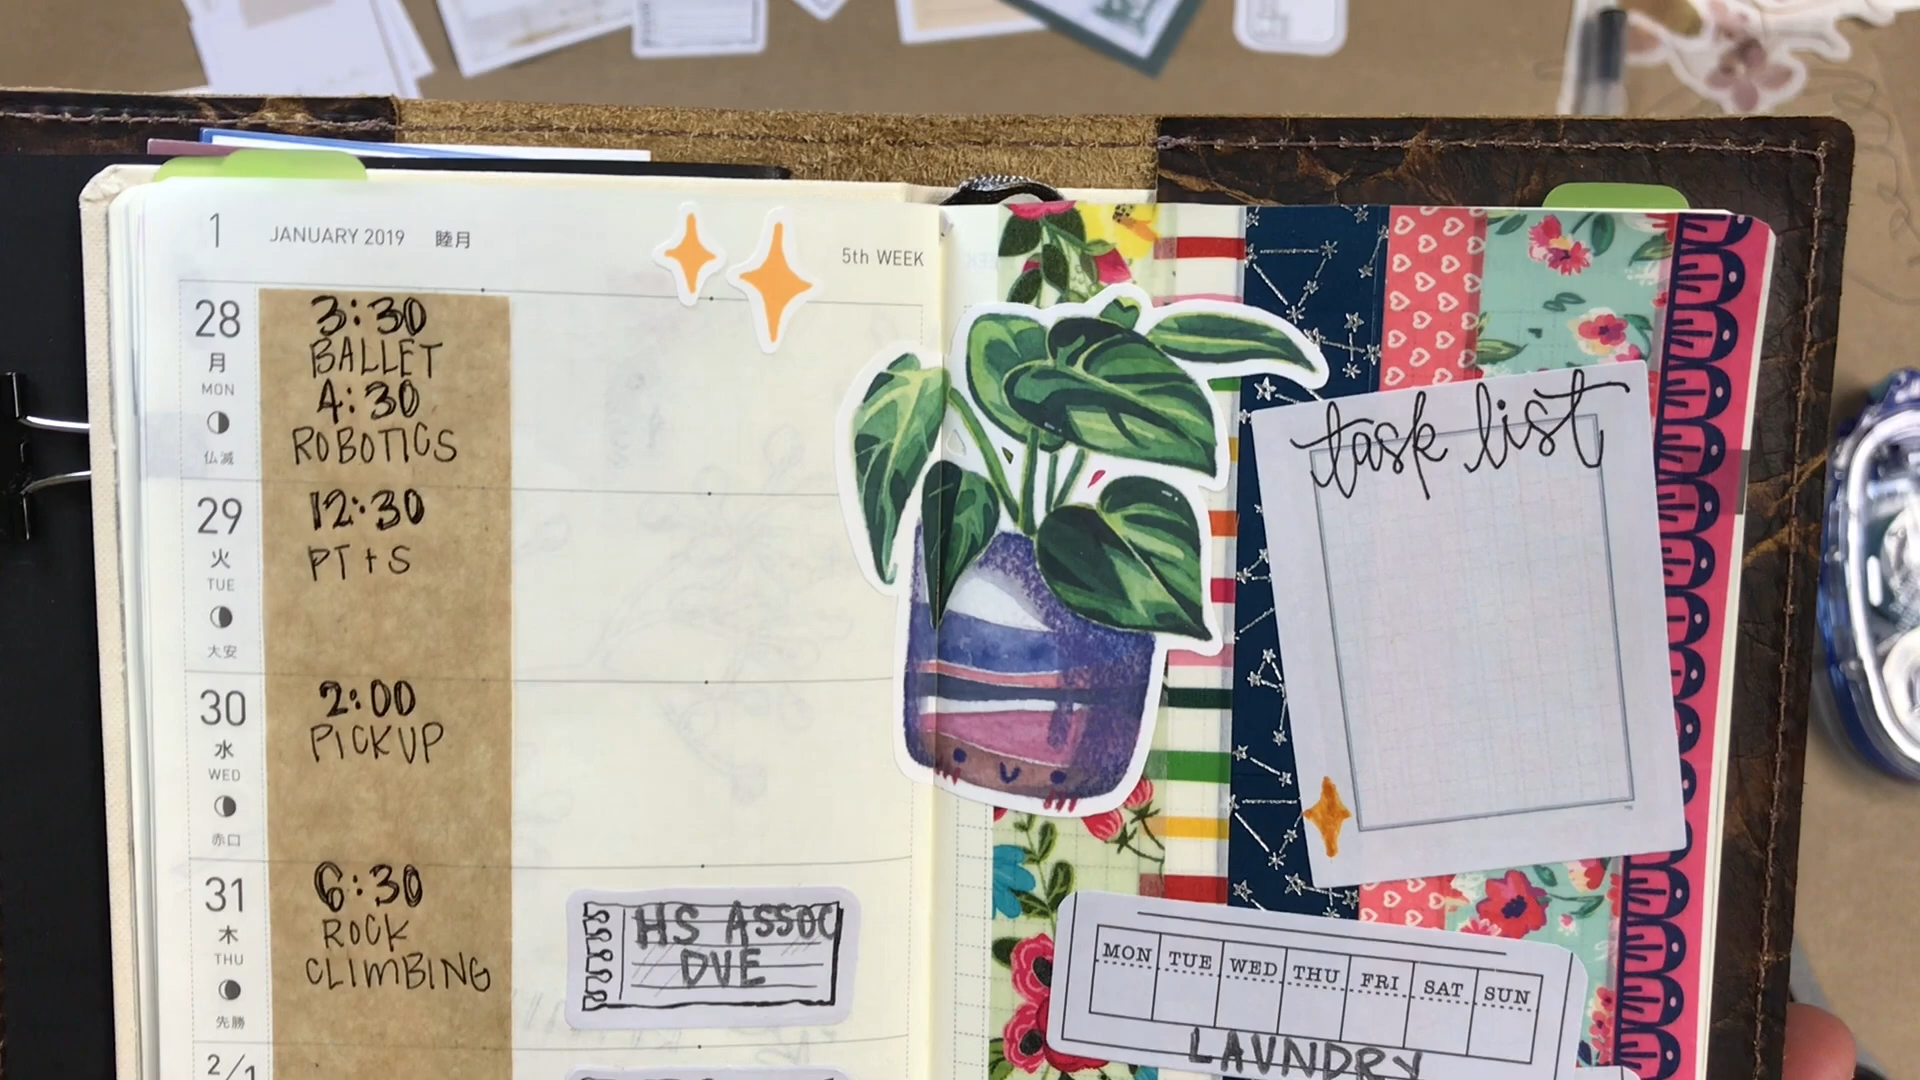 1 JANUARY 2019 睦月
5th WEEK
28
月
MON
仏滅
3:30
BALLET
4:30
ROBOTICS
29
火
TUE
大安
12:30
PT + S
30
水
WED
赤口
2:00
PICKUP
31
木
THU
先勝
6:30
ROCK
CLIMBING
HS ASSOC
DUE
2/1
task list
MON TUE WED THU FRI SAT SUN
LAUNDRY